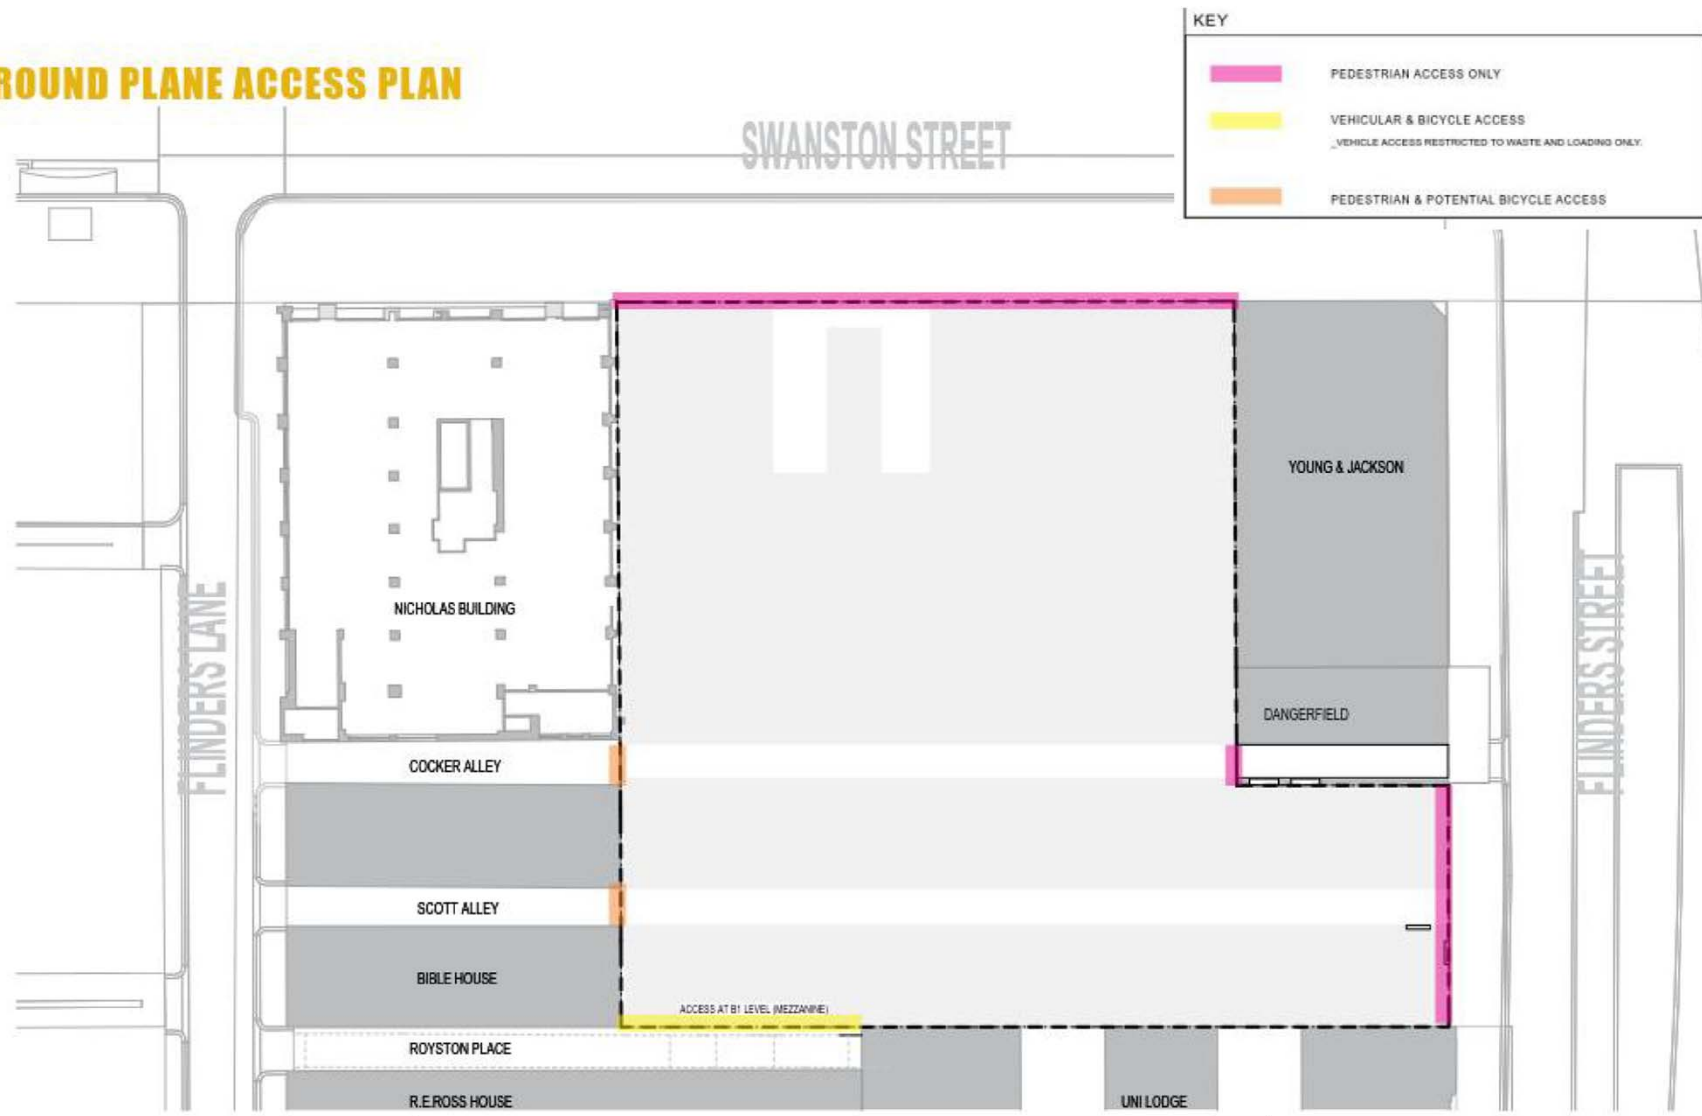 ROUND PLANE ACCESS PLAN
KEY
PEDESTRIAN ACCESS ONLY
VEHICULAR & BICYCLE ACCESS
_VEHICLE ACCESS RESTRICTED TO WASTE AND LOADING ONLY.
PEDESTRIAN & POTENTIAL BICYCLE ACCESS
SWANSTON STREET
YOUNG & JACKSON
NICHOLAS BUILDING
FLINDERS LANE
FLINDERS STREET
DANGERFIELD
COCKER ALLEY
SCOTT ALLEY
BIBLE HOUSE
ACCESS AT B1 LEVEL (MEZZANINE)
ROYSTON PLACE
R.E.ROSS HOUSE
UNI LODGE